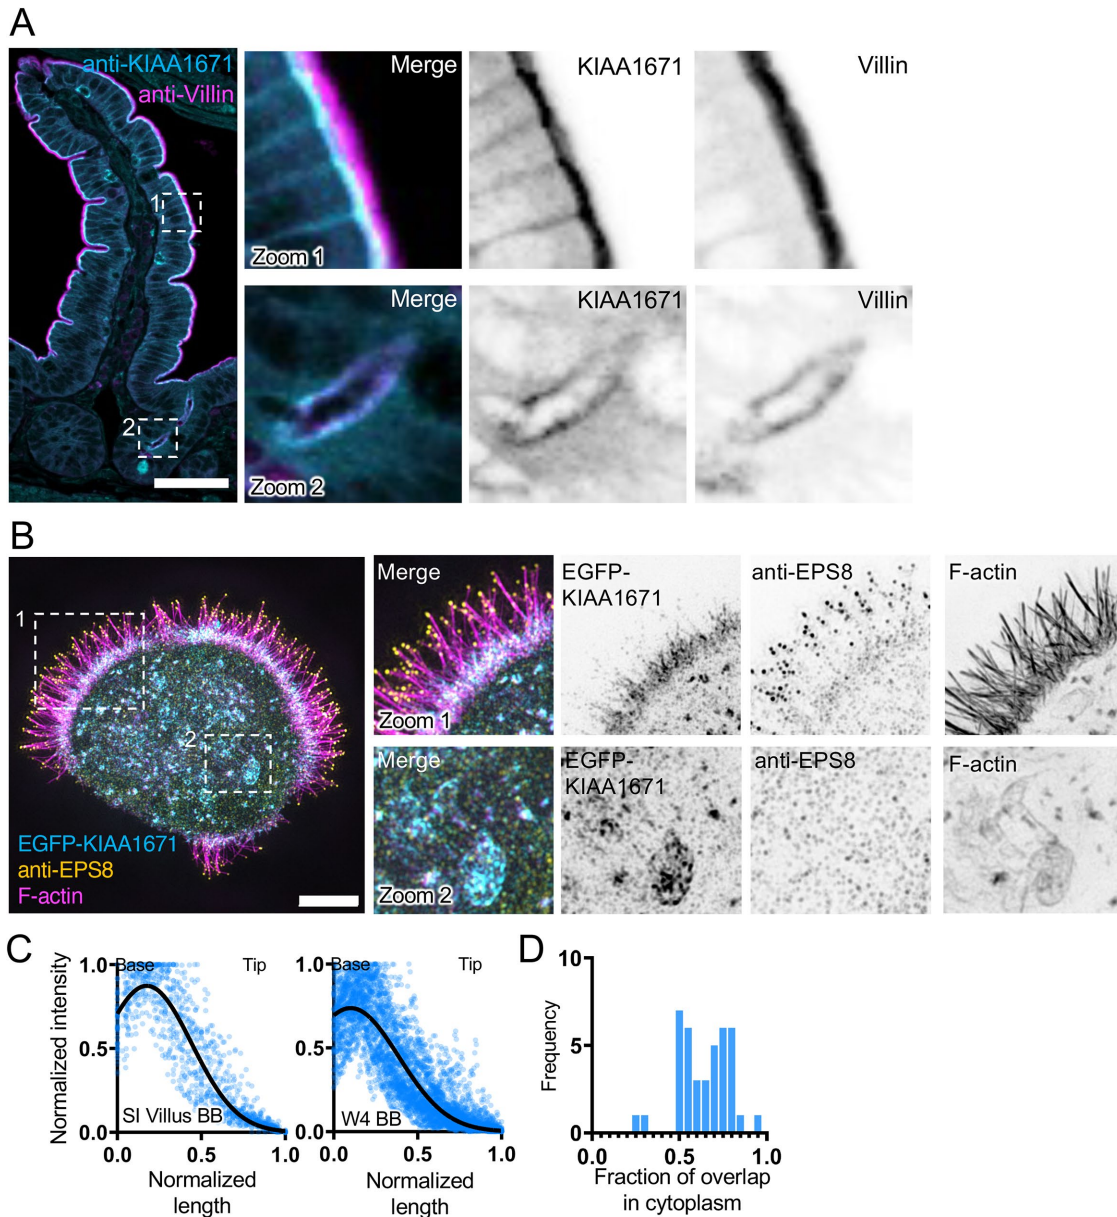 A
anti-KIAA1671
anti-Villin
1
2
Merge
Zoom 1
KIAA1671
Villin
Merge
Zoom 2
KIAA1671
Villin
B
1
2
EGFP-KIAA1671
anti-EPS8
F-actin
Merge
Zoom 1
EGFP-
KIAA1671
anti-EPS8
F-actin
Merge
Zoom 2
EGFP-
KIAA1671
anti-EPS8
F-actin
C
Normalized intensity
1.0
0.5
0.0
Base
Tip
SI Villus BB
0.0
0.5
1.0
Normalized
length
1.0
0.5
0.0
Base
Tip
W4 BB
0.0
0.5
1.0
Normalized
length
D
Frequency
10
5
0
0.0
0.5
1.0
Fraction of overlap
in cytoplasm